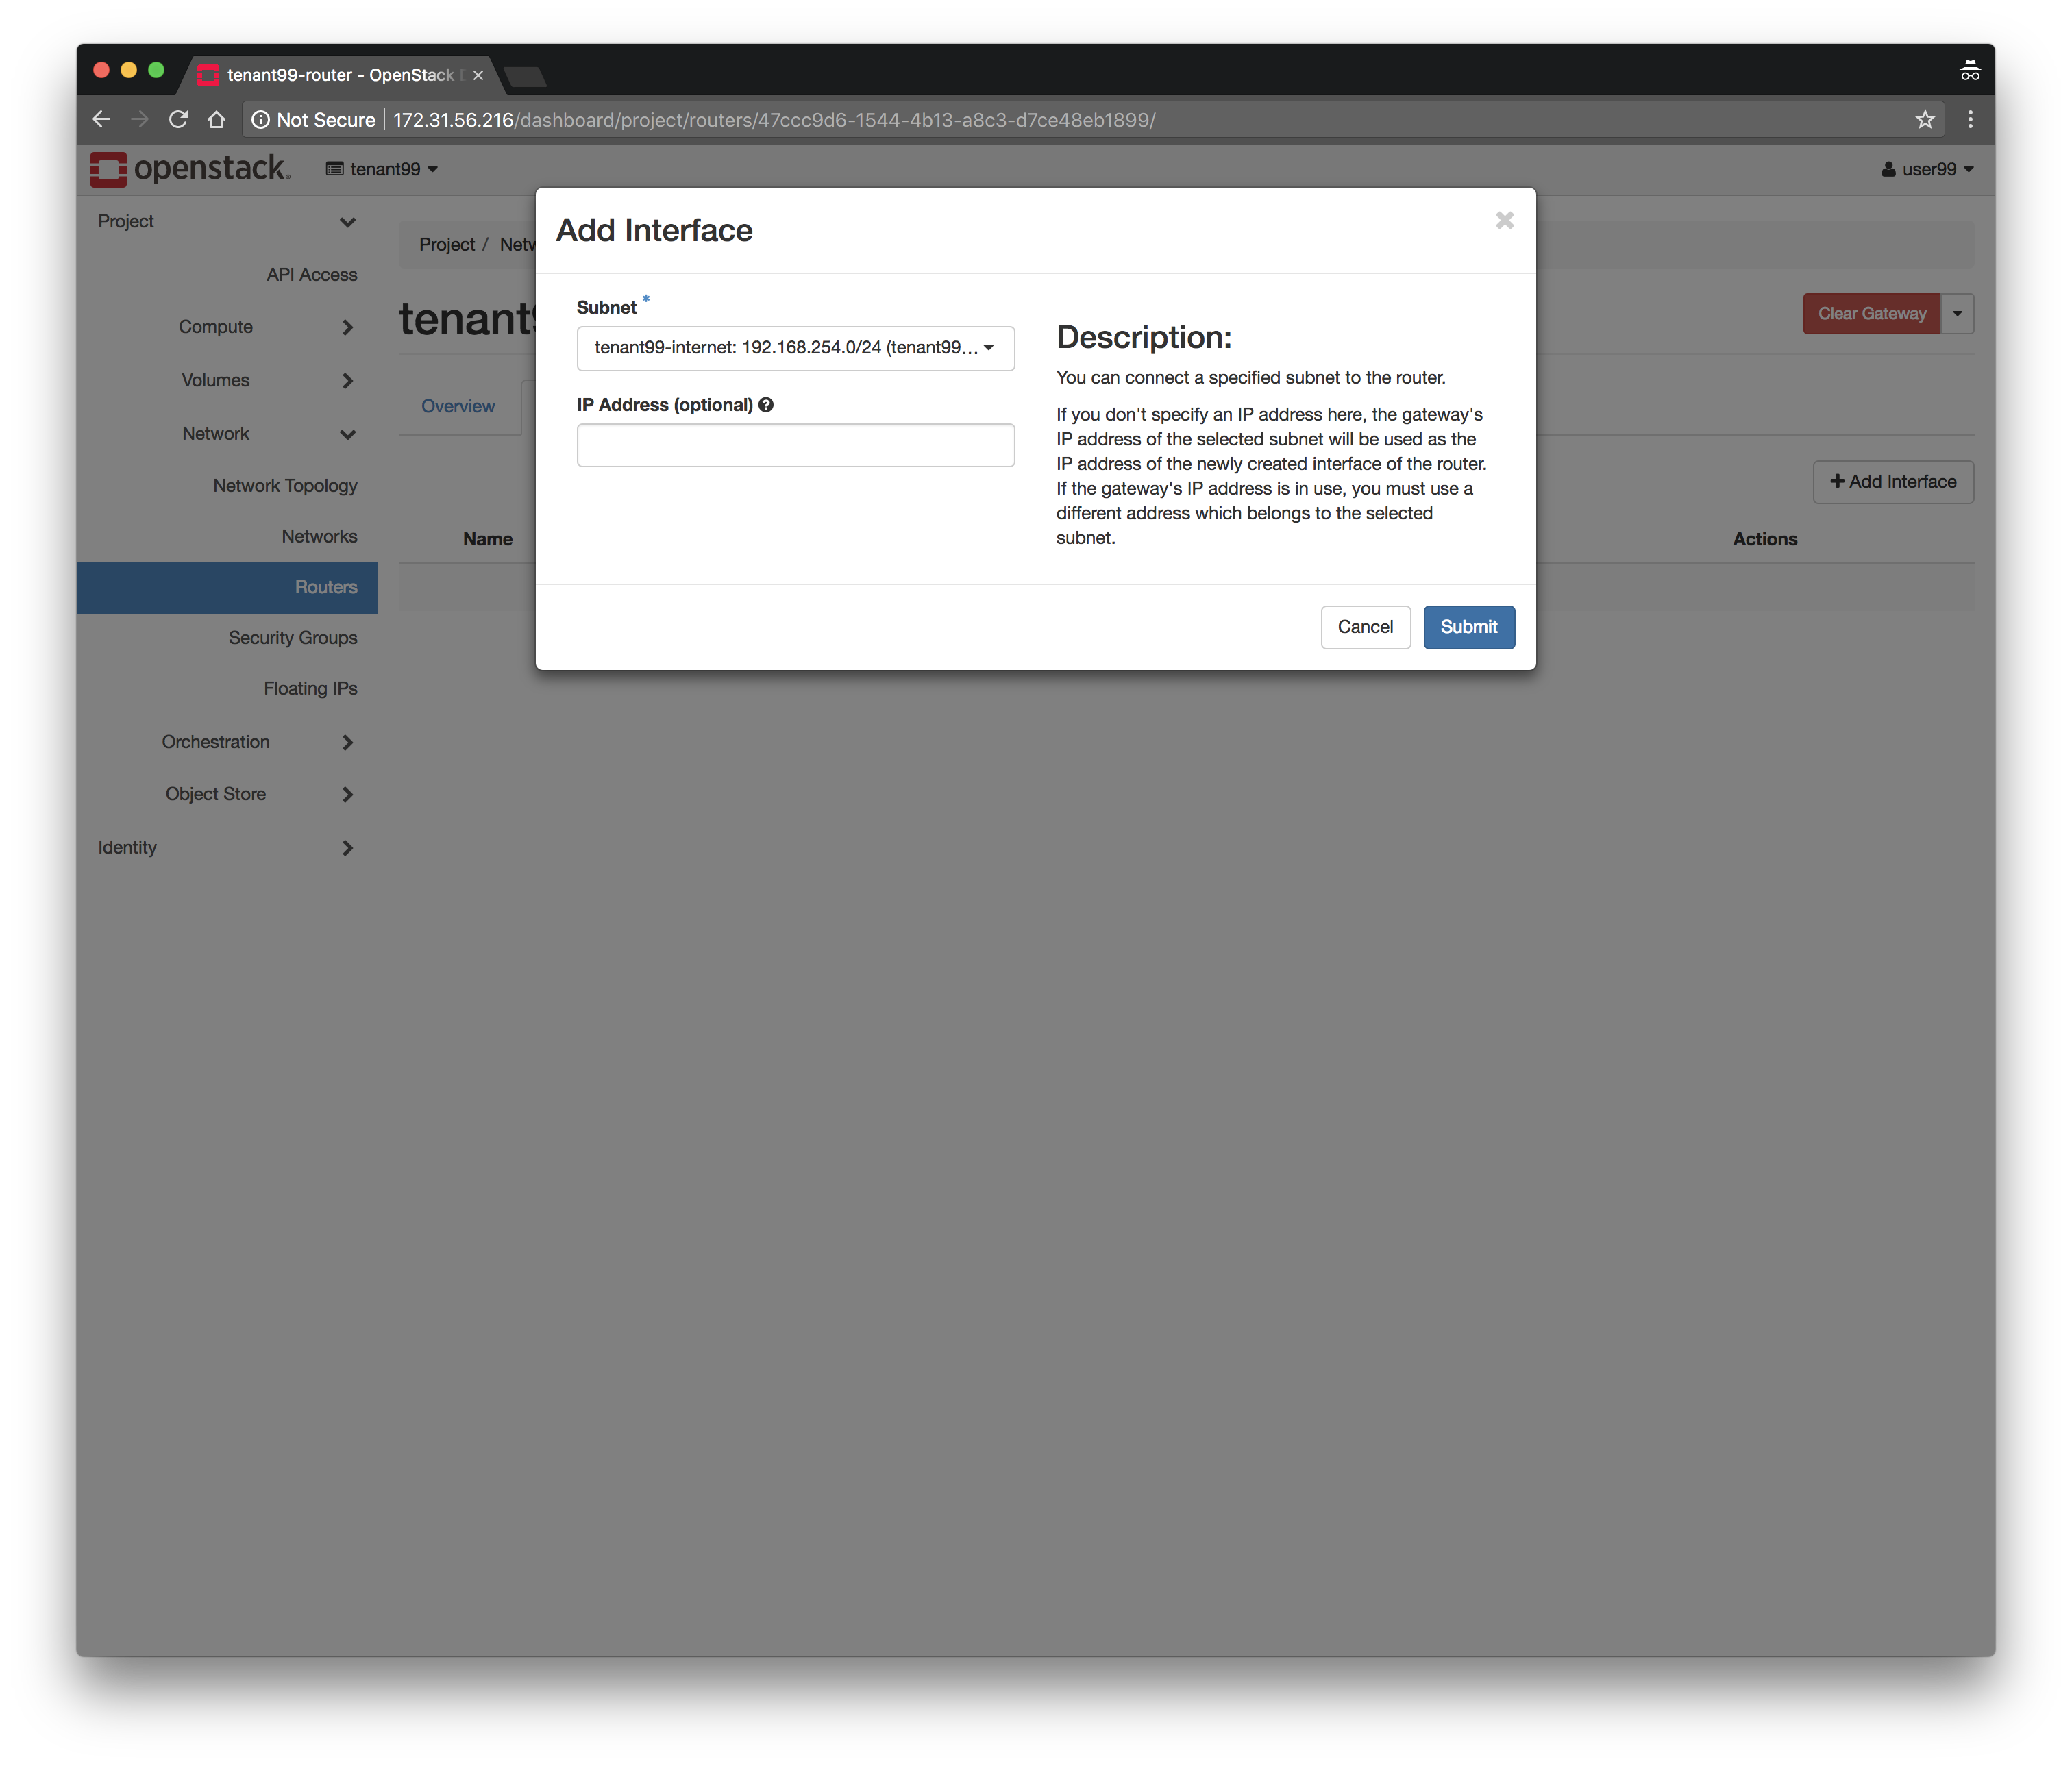 tenant99-router - OpenStack
Not Secure 172.31.56.216/dashboard/project/routers/47ccc9d6-1544-4b13-a8c3-d7ce48eb1899/
openstack. tenant99 user99
Project
API Access
Compute
Volumes
Network
Network Topology
Networks
Routers
Security Groups
Floating IPs
Orchestration
Object Store
Identity
Project / Netw
tenant9
Clear Gateway
Overview
+ Add Interface
Name Actions
Add Interface
Subnet *
tenant99-internet: 192.168.254.0/24 (tenant99...
IP Address (optional)
Description:
You can connect a specified subnet to the router.
If you don't specify an IP address here, the gateway's
IP address of the selected subnet will be used as the
IP address of the newly created interface of the router.
If the gateway's IP address is in use, you must use a
different address which belongs to the selected
subnet.
Cancel Submit